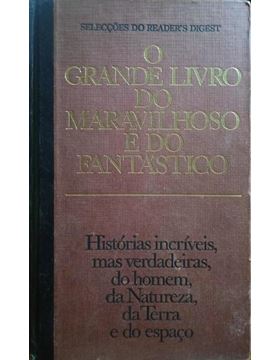 SELECÇÕES DO READER'S DIGEST
O
GRANDE LIVRO
DO
MARAVILHOSO
E DO
FANTÁSTICO
Histórias incríveis,
mas verdadeiras,
do homem,
da Natureza,
da Terra
e do espaço